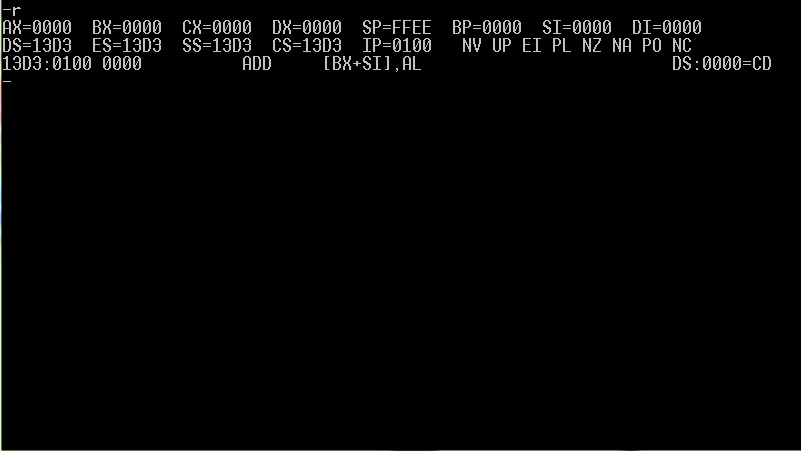 -r
AX=0000  BX=0000  CX=0000  DX=0000  SP=FFEE  BP=0000  SI=0000  DI=0000
DS=13D3  ES=13D3  SS=13D3  CS=13D3  IP=0100   NV UP EI PL NZ NA PO NC
13D3:0100 0000          ADD     [BX+SI],AL                         DS:0000=CD
-